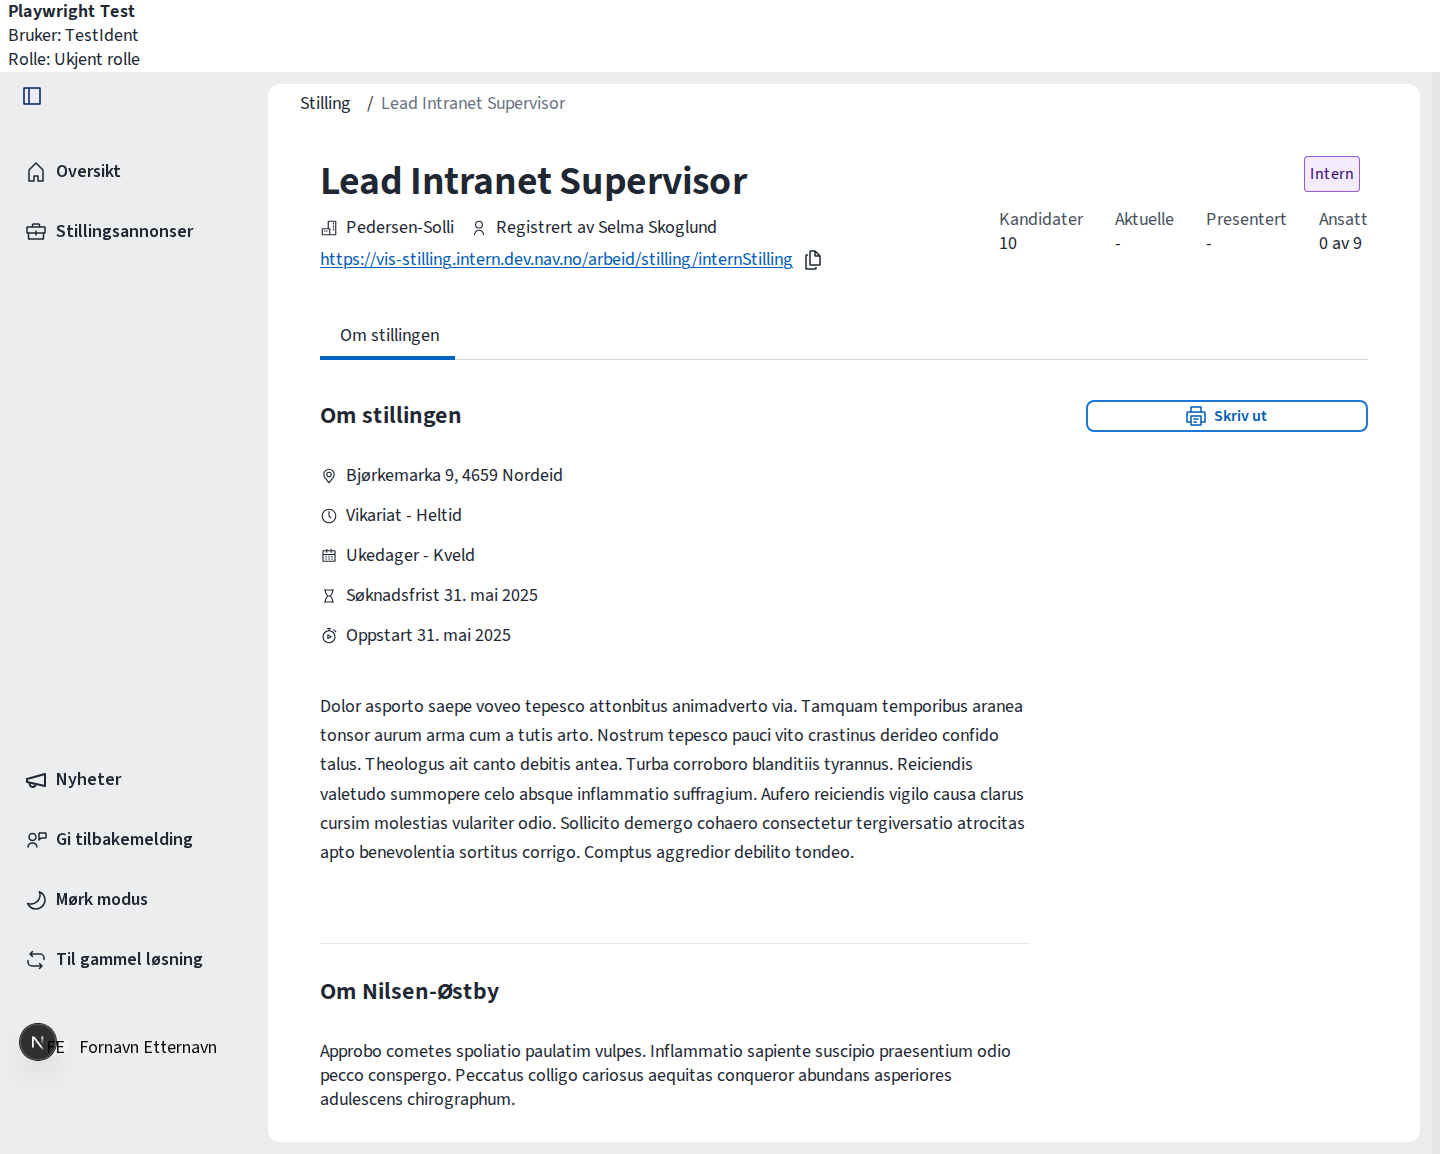 Playwright Test
Bruker: TestIdent
Rolle: Ukjent rolle
Oversikt
Stillingsannonser
Nyheter
Gi tilbakemelding
Mørk modus
Til gammel løsning
N
FE Fornavn Etternavn
Stilling / Lead Intranet Supervisor
Lead Intranet Supervisor
Intern
Pedersen-Solli Registrert av Selma Skoglund
https://vis-stilling.intern.dev.nav.no/arbeid/stilling/internStilling
Kandidater Aktuelle Presentert Ansatt
10 - - 0 av 9
Om stillingen
Om stillingen
Skriv ut
Bjørkemarka 9, 4659 Nordeid
Vikariat - Heltid
Ukedager - Kveld
Søknadsfrist 31. mai 2025
Oppstart 31. mai 2025
Dolor asporto saepe voveo tepesco attonbitus animadverto via. Tamquam temporibus aranea
tonsor aurum arma cum a tutis arto. Nostrum tepesco pauci vito crastinus derideo confido
talus. Theologus ait canto debitis antea. Turba corroboro blanditiis tyrannus. Reiciendis
valetudo summopere celo absque inflammatio suffragium. Aufero reiciendis vigilo causa clarus
cursim molestias vulariter odio. Sollicito demergo cohaero consectetur tergiversatio atrocitas
apto benevolentia sortitus corrigo. Comptus aggredior debilito tondeo.
Om Nilsen-Østby
Approbo cometes spoliatio paulatim vulpes. Inflammatio sapiente suscipio praesentium odio
pecco conspergo. Peccatus colligo cariosus aequitas conqueror abundans asperiores
adulescens chirographum.